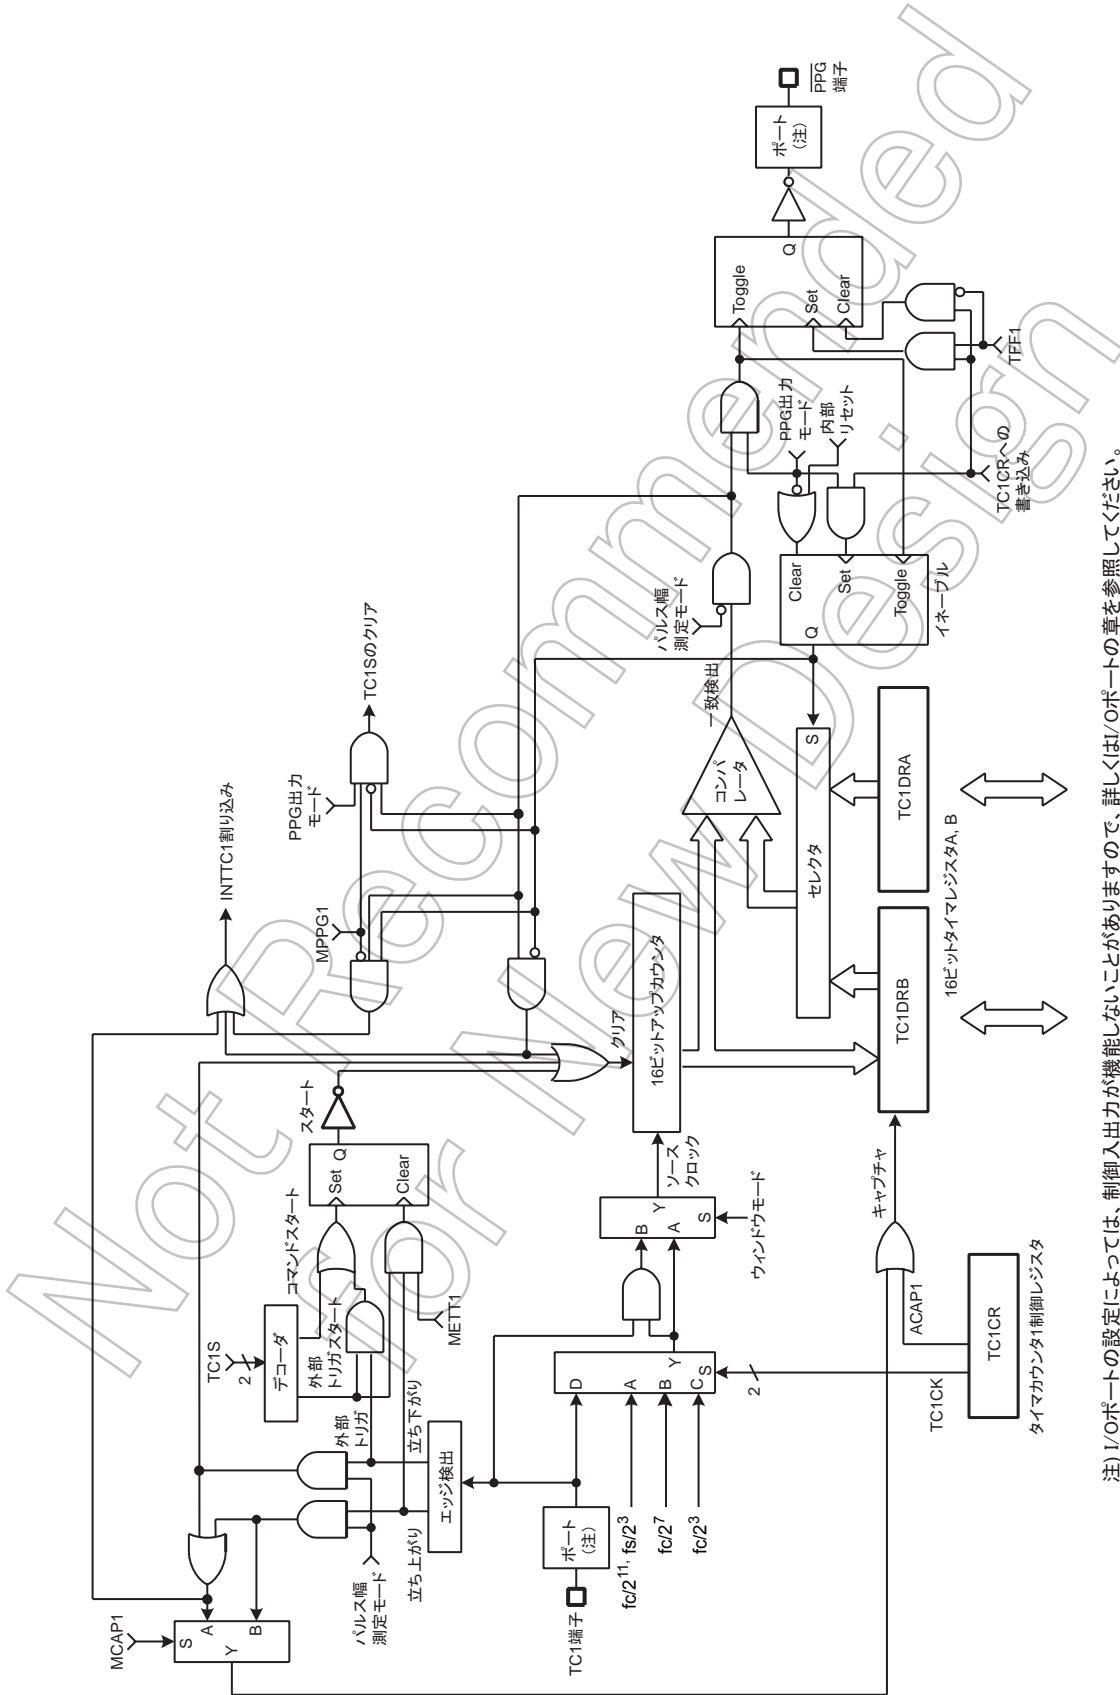 MCAP1
S
A
B
Y
パルス幅
測定モード
TC1S
2
デコーダ
外部
トリガスタート
コマンドスタート
外部
トリガ
立ち下がり
立ち上がり
エッジ検出
METT1
Set
Q
Clear
スタート
INTTC1割り込み
MPPG1
PPG出力
モード
TC1Sのクリア
クリア
16ビットアップカウンタ
ソース
クロック
B
Y
A
S
ウィンドウモード
TC1端子
ポート
(注)
fc/2¹¹, fs/2³
fc/2⁷
fc/2³
D
A
B
C
Y
S
2
TC1CK
ACAP1
キャプチャ
TC1CR
タイマカウンタ1制御レジスタ
TC1DRB
TC1DRA
16ビットタイマレジスタA, B
セレクタ
S
コンパ
レータ
一致検出
パルス幅
測定モード
Q
Clear
Set
Toggle
イネーブル
PPG出力
モード
内部
リセット
TC1CRへの
書き込み
TFF1
Toggle
Set
Clear
Q
ポート
(注)
PPG
端子
注) I/Oポートの設定によっては、制御入出力が機能しないことがありますので、詳しくはI/Oポートの章を参照してください。
Not Recommended
for New Design